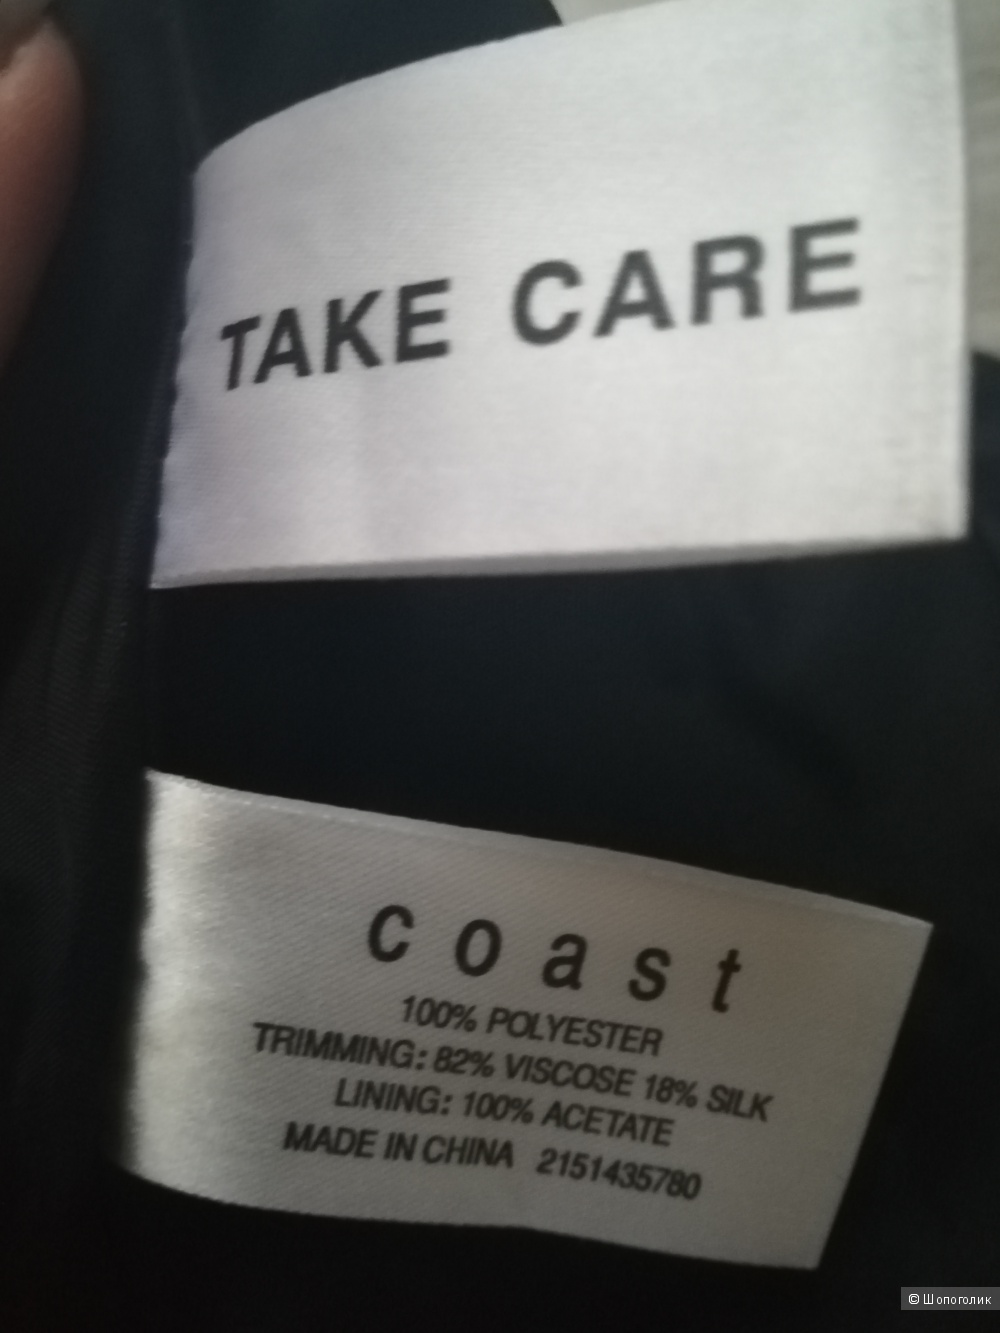 TAKE CARE
coast
100% POLYESTER
TRIMMING: 82% VISCOSE 18% SILK
LINING: 100% ACETATE
MADE IN CHINA 2151435780
© Шопоголик